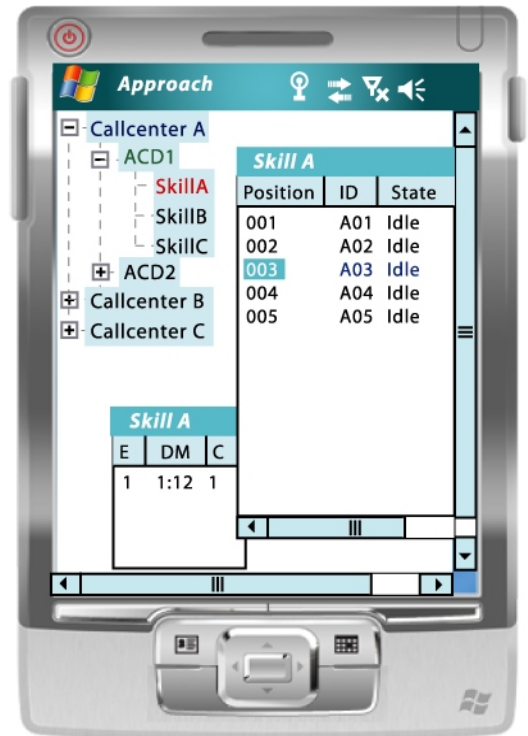 Approach
Callcenter A
ACD1
SkillA
SkillB
SkillC
ACD2
Callcenter B
Callcenter C
Skill A
Position ID State
001 A01 Idle
002 A02 Idle
003 A03 Idle
004 A04 Idle
005 A05 Idle
Skill A
E DM C
1 1:12 1